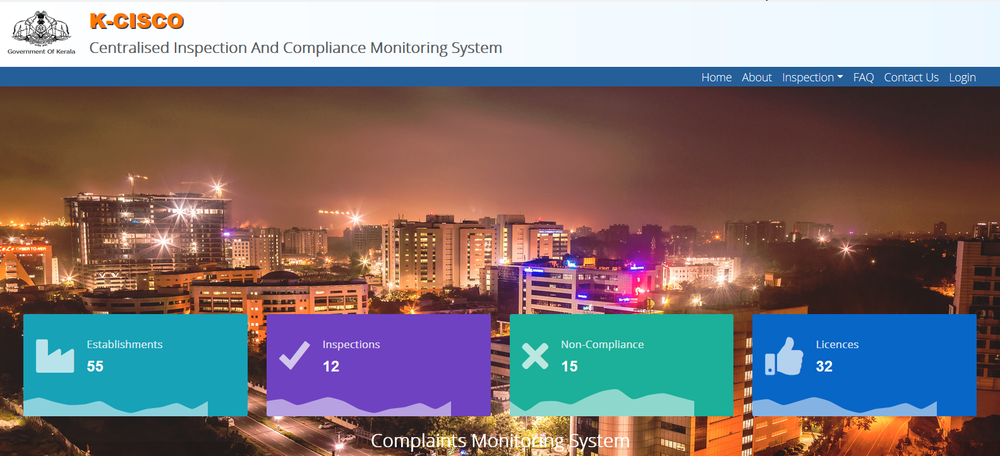 K-CISCO
Centralised Inspection And Compliance Monitoring System
Government Of Kerala
Home About Inspection FAQ Contact Us Login
CYBER TOWER
Establishments
55
Inspections
12
Non-Compliance
15
Licences
32
Complaints Monitoring System